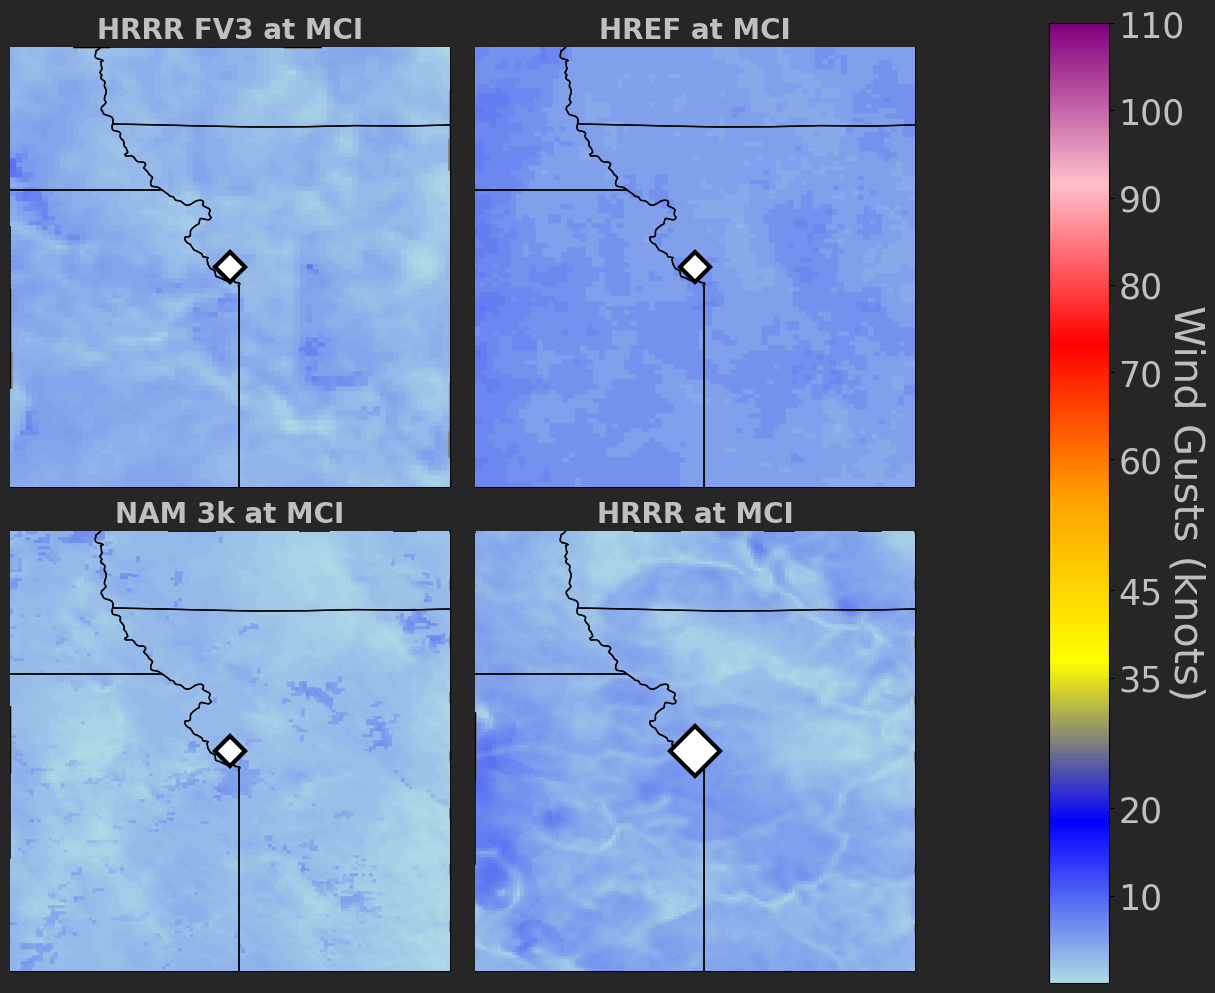 HRRR FV3 at MCI
HREF at MCI
NAM 3k at MCI
HRRR at MCI
110
100
90
80
70
60
45
35
20
10
Wind Gusts (knots)